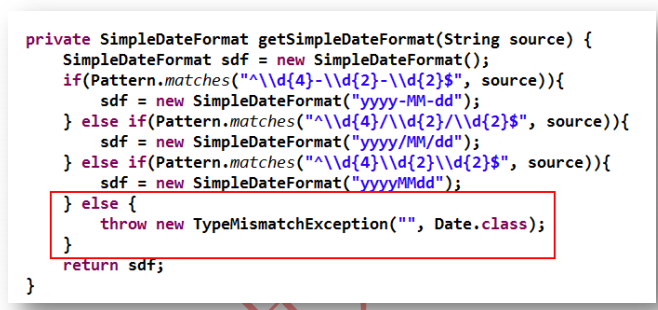 private SimpleDateFormat getSimpleDateFormat(String source) {
    SimpleDateFormat sdf = new SimpleDateFormat();
    if(Pattern.matches("^\\d{4}-\\d{2}-\\d{2}$", source)){
        sdf = new SimpleDateFormat("yyyy-MM-dd");
    } else if(Pattern.matches("^\\d{4}/\\d{2}/\\d{2}$", source)){
        sdf = new SimpleDateFormat("yyyy/MM/dd");
    } else if(Pattern.matches("^\\d{4}\\d{2}\\d{2}$", source)){
        sdf = new SimpleDateFormat("yyyyMMdd");
    } else {
        throw new TypeMismatchException("", Date.class);
    }
    return sdf;
}